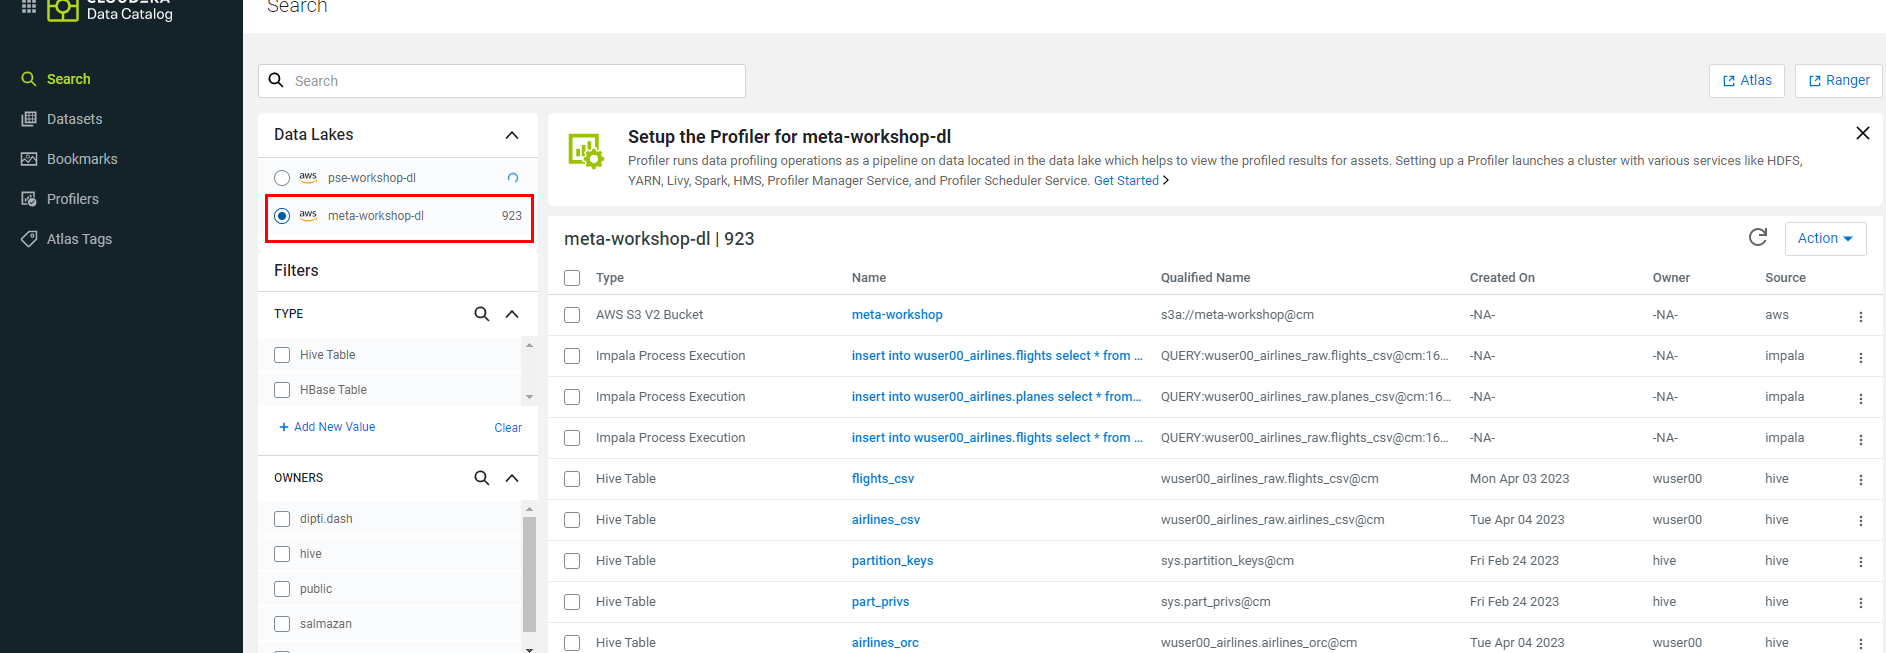 CLOUDERA
Data Catalog
Search
Datasets
Bookmarks
Profilers
Atlas Tags
Search
Search
Atlas
Ranger
Data Lakes
aws pse-workshop-dl
aws meta-workshop-dl 923
Filters
TYPE
Hive Table
HBase Table
+ Add New Value Clear
OWNERS
dipti.dash
hive
public
salmazan
Setup the Profiler for meta-workshop-dl
Profiler runs data profiling operations as a pipeline on data located in the data lake which helps to view the profiled results for assets. Setting up a Profiler launches a cluster with various services like HDFS,
YARN, Livy, Spark, HMS, Profiler Manager Service, and Profiler Scheduler Service. Get Started >
meta-workshop-dl | 923
Action
Type Name Qualified Name Created On Owner Source
AWS S3 V2 Bucket meta-workshop s3a://meta-workshop@cm -NA- -NA- aws
Impala Process Execution insert into wuser00_airlines.flights select * from ... QUERY:wuser00_airlines_raw.flights_csv@cm:16... -NA- -NA- impala
Impala Process Execution insert into wuser00_airlines.planes select * from... QUERY:wuser00_airlines_raw.planes_csv@cm:16... -NA- -NA- impala
Impala Process Execution insert into wuser00_airlines.flights select * from ... QUERY:wuser00_airlines_raw.flights_csv@cm:16... -NA- -NA- impala
Hive Table flights_csv wuser00_airlines_raw.flights_csv@cm Mon Apr 03 2023 wuser00 hive
Hive Table airlines_csv wuser00_airlines_raw.airlines_csv@cm Tue Apr 04 2023 wuser00 hive
Hive Table partition_keys sys.partition_keys@cm Fri Feb 24 2023 hive hive
Hive Table part_privs sys.part_privs@cm Fri Feb 24 2023 hive hive
Hive Table airlines_orc wuser00_airlines.airlines_orc@cm Tue Apr 04 2023 wuser00 hive